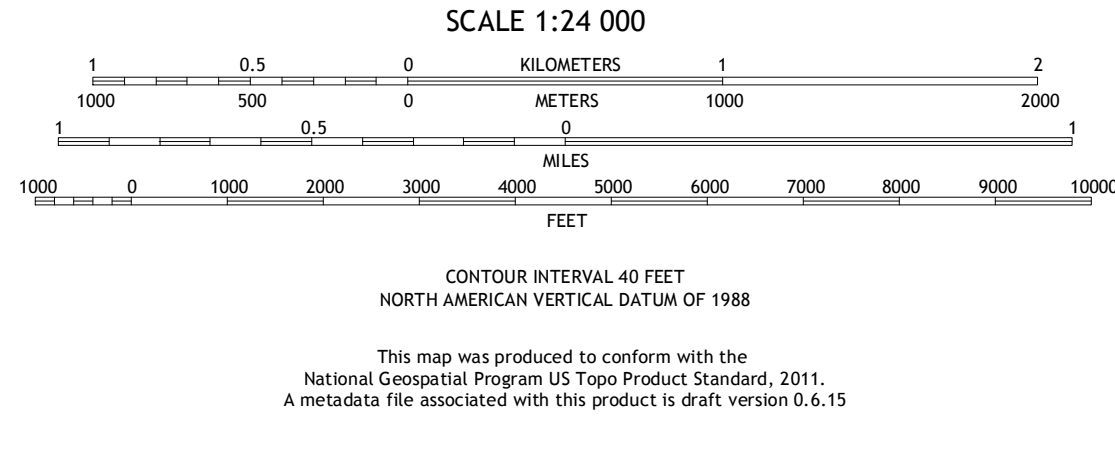 SCALE 1:24 000
1 0.5 0 KILOMETERS 1 2
1000 500 0 METERS 1000 2000
1 0.5 0 1
MILES
1000 0 1000 2000 3000 4000 5000 6000 7000 8000 9000 10000
FEET
CONTOUR INTERVAL 40 FEET
NORTH AMERICAN VERTICAL DATUM OF 1988
This map was produced to conform with the
National Geospatial Program US Topo Product Standard, 2011.
A metadata file associated with this product is draft version 0.6.15